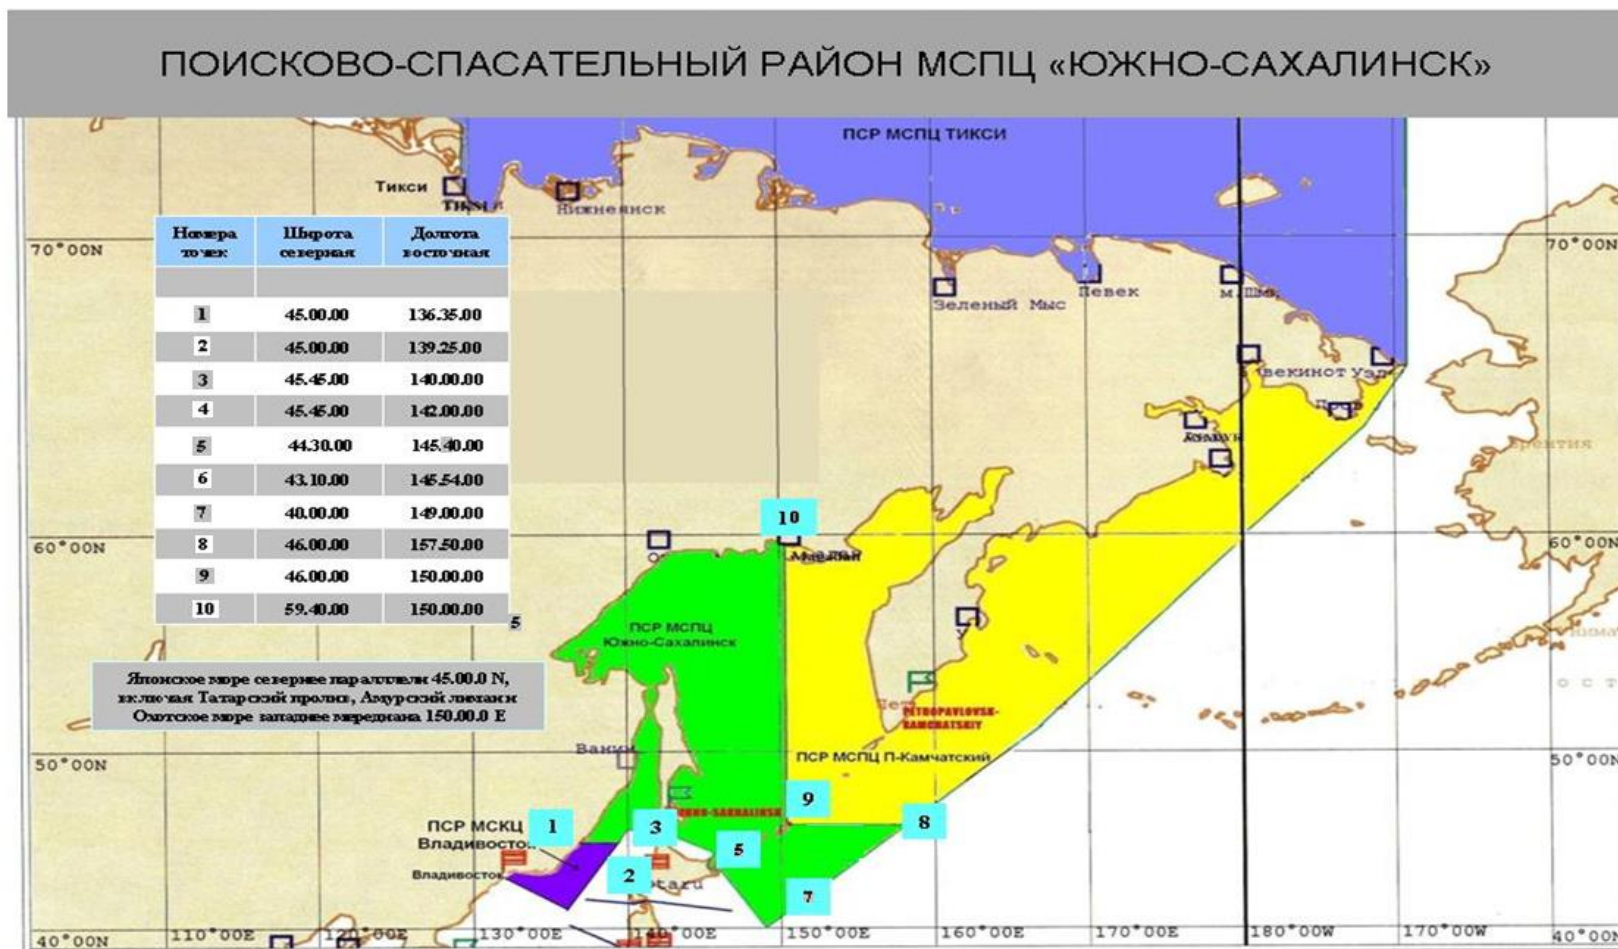 ПОИСКОВО-СПАСАТЕЛЬНЫЙ РАЙОН МСПЦ «ЮЖНО-САХАЛИНСК»
ПСР МСПЦ ТИКСИ
Тикси
Нижнеянск
70°00N
70°00N
Номера точек Широта северная Долгота восточная
1 45.00.00 136.35.00
2 45.00.00 139.25.00
3 45.45.00 140.00.00
4 45.45.00 142.00.00
5 44.30.00 145.40.00
6 43.10.00 145.54.00
7 40.00.00 149.00.00
8 46.00.00 157.50.00
9 46.00.00 150.00.00
10 59.40.00 150.00.00
5
Зеленый Мыс
Певек
10
60°00N
60°00N
ПСР МСПЦ
Южно-Сахалинск
Японское море севернее параллели 45.00.0 N,
включая Татарский пролив, Амурский лиман и
Охотское море западнее меридиана 150.00.0 E
PETROPAVLOVSK-
KAMCHATSKIY
ПСР МСПЦ П-Камчатский
50°00N
50°00N
9
8
ПСР МСКЦ
Владивосток
1
3
5
2
7
Владивосток
40°00N
110°00E
120°00E
130°00E
140°00E
150°00E
160°00E
170°00E
180°00W
170°00W
40°00N